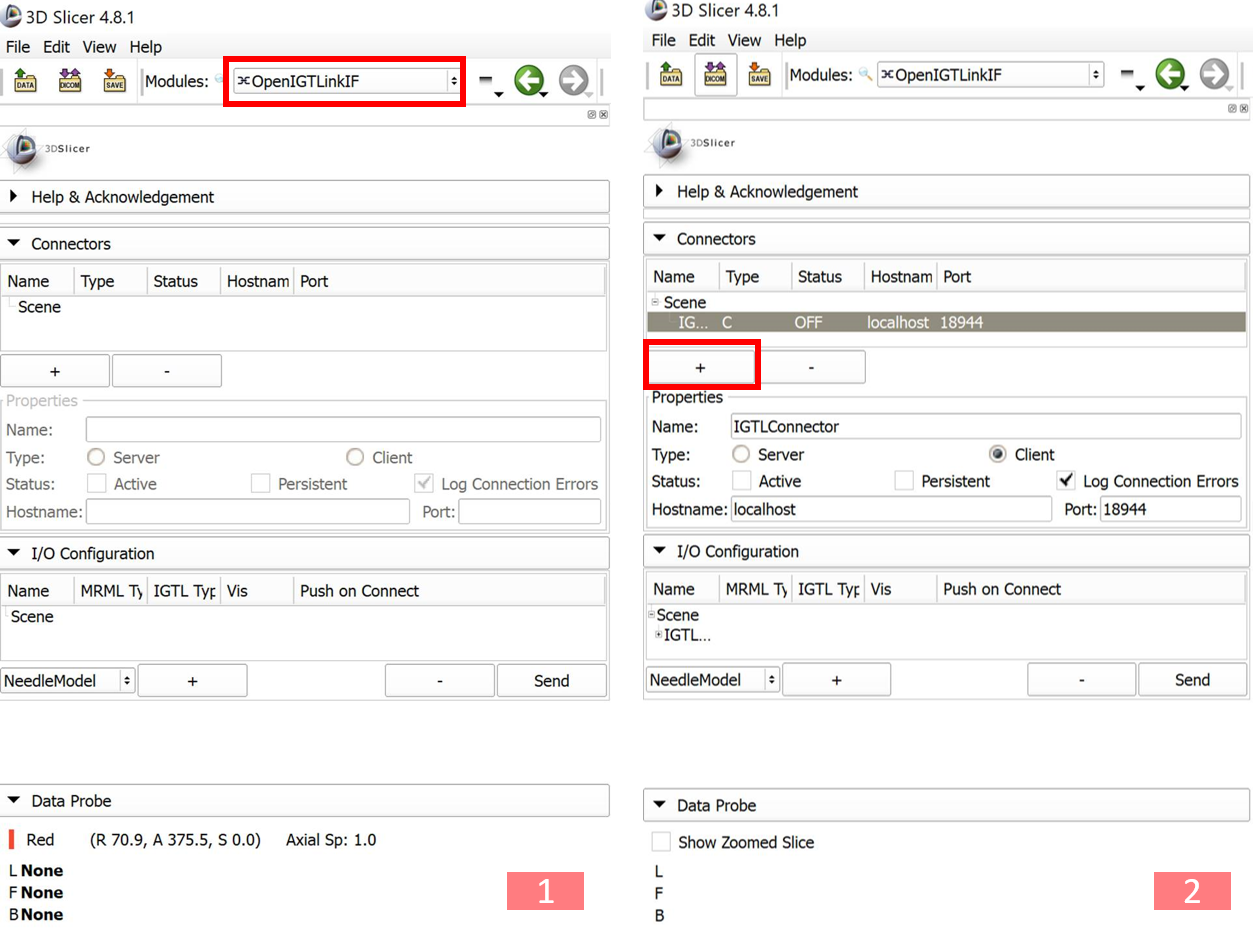 3D Slicer 4.8.1
File Edit View Help
DATA DICOM SAVE Modules: OpenIGTLinkIF
3DSlicer
Help & Acknowledgement
Connectors
Name Type Status Hostnam Port
Scene
+ -
Properties
Name:
Type: Server Client
Status: Active Persistent Log Connection Errors
Hostname: Port:
I/O Configuration
Name MRML Ty IGTL Typ Vis Push on Connect
Scene
NeedleModel + - Send
Data Probe
Red (R 70.9, A 375.5, S 0.0) Axial Sp: 1.0
L None
F None
B None
1
3D Slicer 4.8.1
File Edit View Help
DATA DICOM SAVE Modules: OpenIGTLinkIF
3DSlicer
Help & Acknowledgement
Connectors
Name Type Status Hostnam Port
Scene
IG... C OFF localhost 18944
+ -
Properties
Name: IGTLConnector
Type: Server Client
Status: Active Persistent Log Connection Errors
Hostname: localhost Port: 18944
I/O Configuration
Name MRML Ty IGTL Typ Vis Push on Connect
Scene
IGTL...
NeedleModel + - Send
Data Probe
Show Zoomed Slice
L
F
B
2